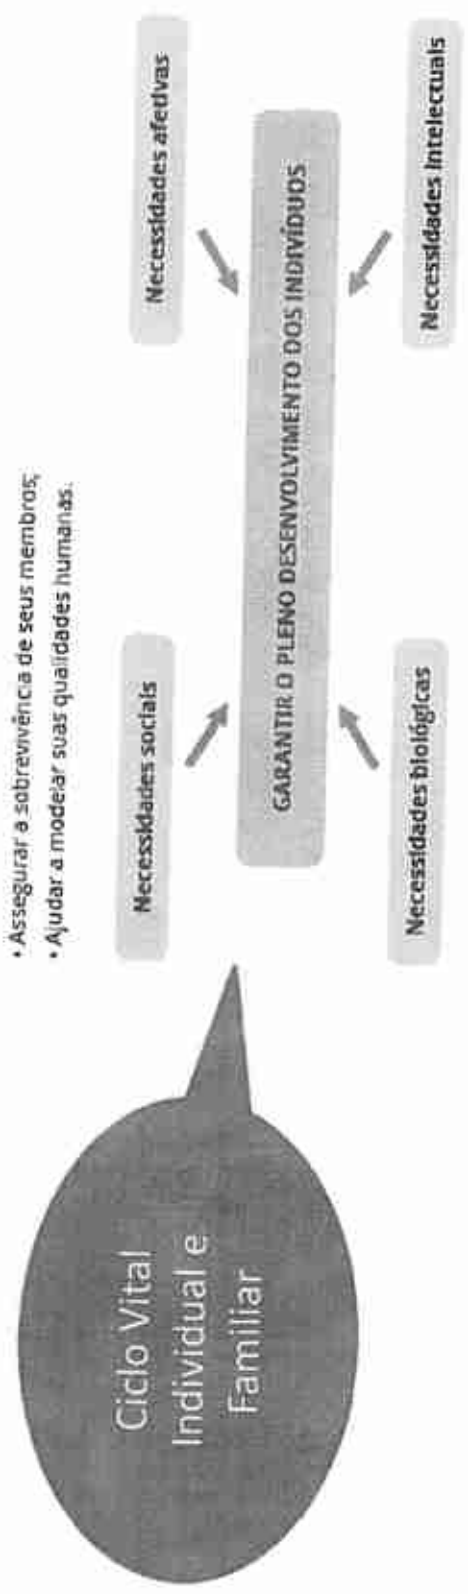 • Assegurar a sobrevivência de seus membros;
• Ajudar a modelar suas qualidades humanas.
Ciclo Vital
Individual e
Familiar
Necessidades sociais
Necessidades afetivas
GARANTIR O PLENO DESENVOLVIMENTO DOS INDIVÍDUOS
Necessidades biológicas
Necessidades Intelectuais